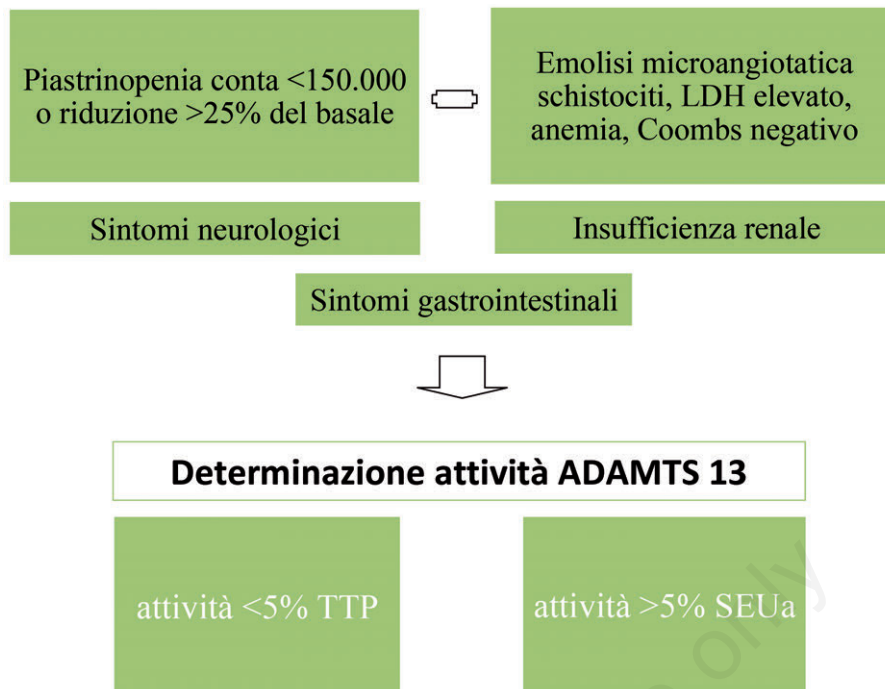 Piastrinopenia conta <150.000
o riduzione >25% del basale
Emolisi microangiotatica
schistociti, LDH elevato,
anemia, Coombs negativo
Sintomi neurologici
Insufficienza renale
Sintomi gastrointestinali
Determinazione attività ADAMTS 13
attività <5% TTP
attività >5% SEUa
only